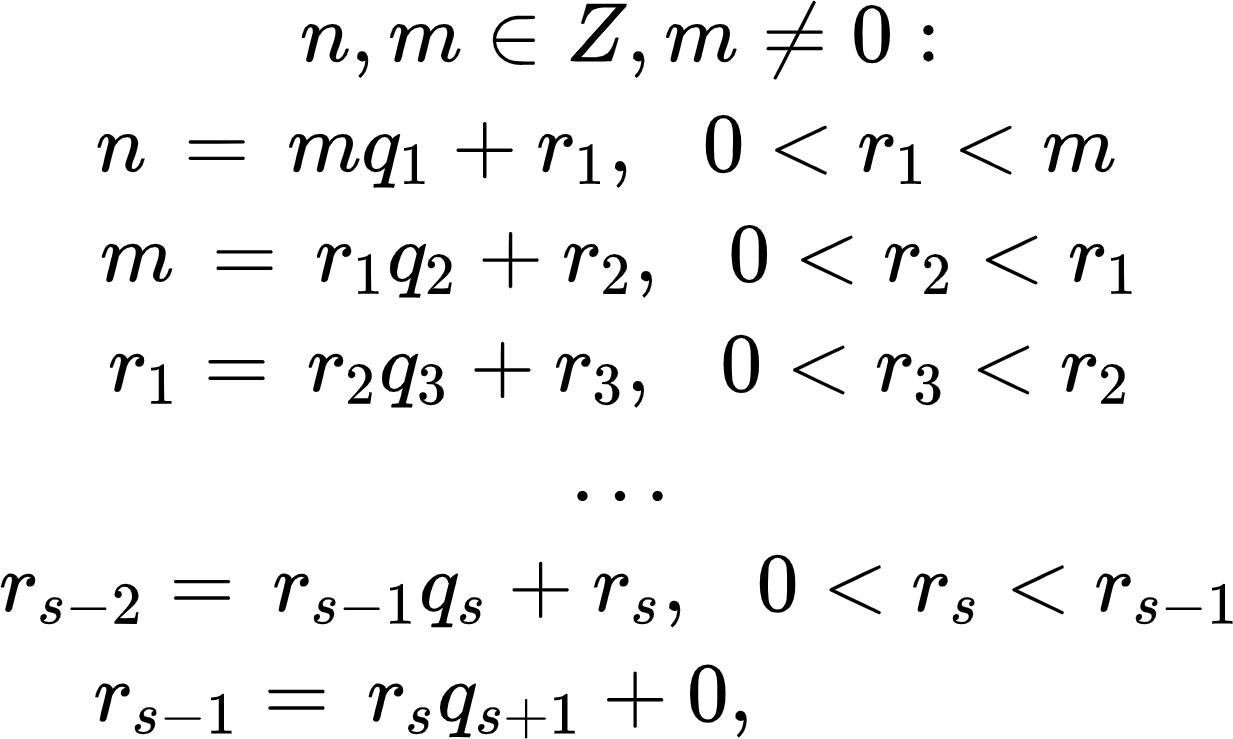 n, m ∈ Z, m ≠ 0 :
n = mq₁ + r₁, 0 < r₁ < m
m = r₁q₂ + r₂, 0 < r₂ < r₁
r₁ = r₂q₃ + r₃, 0 < r₃ < r₂
...
rₛ₋₂ = rₛ₋₁qₛ + rₛ, 0 < rₛ < rₛ₋₁
rₛ₋₁ = rₛqₛ₊₁ + 0,